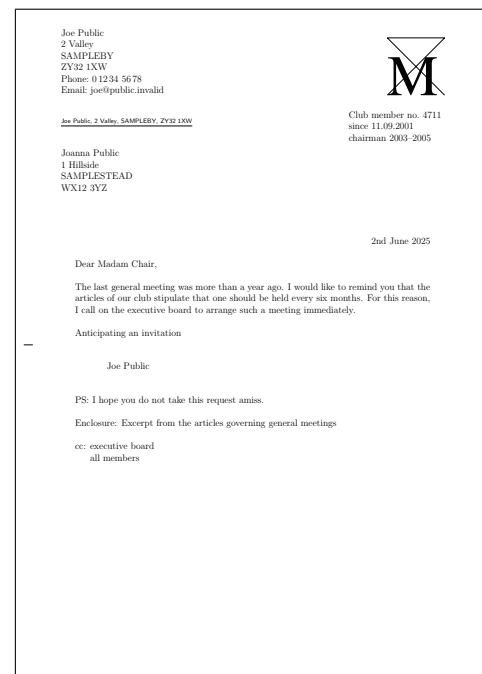 Joe Public
2 Valley
SAMPLEBY
ZY32 1XW
Phone: 0 12 34 56 78
Email: joe@public.invalid
M
Club member no. 4711
since 11.09.2001
chairman 2003–2005
Joe Public, 2 Valley, SAMPLEBY, ZY32 1XW
Joanna Public
1 Hillside
SAMPLESTEAD
WX12 3YZ
2nd June 2025
Dear Madam Chair,
The last general meeting was more than a year ago. I would like to remind you that the
articles of our club stipulate that one should be held every six months. For this reason,
I call on the executive board to arrange such a meeting immediately.
Anticipating an invitation
Joe Public
PS: I hope you do not take this request amiss.
Enclosure: Excerpt from the articles governing general meetings
cc: executive board
all members